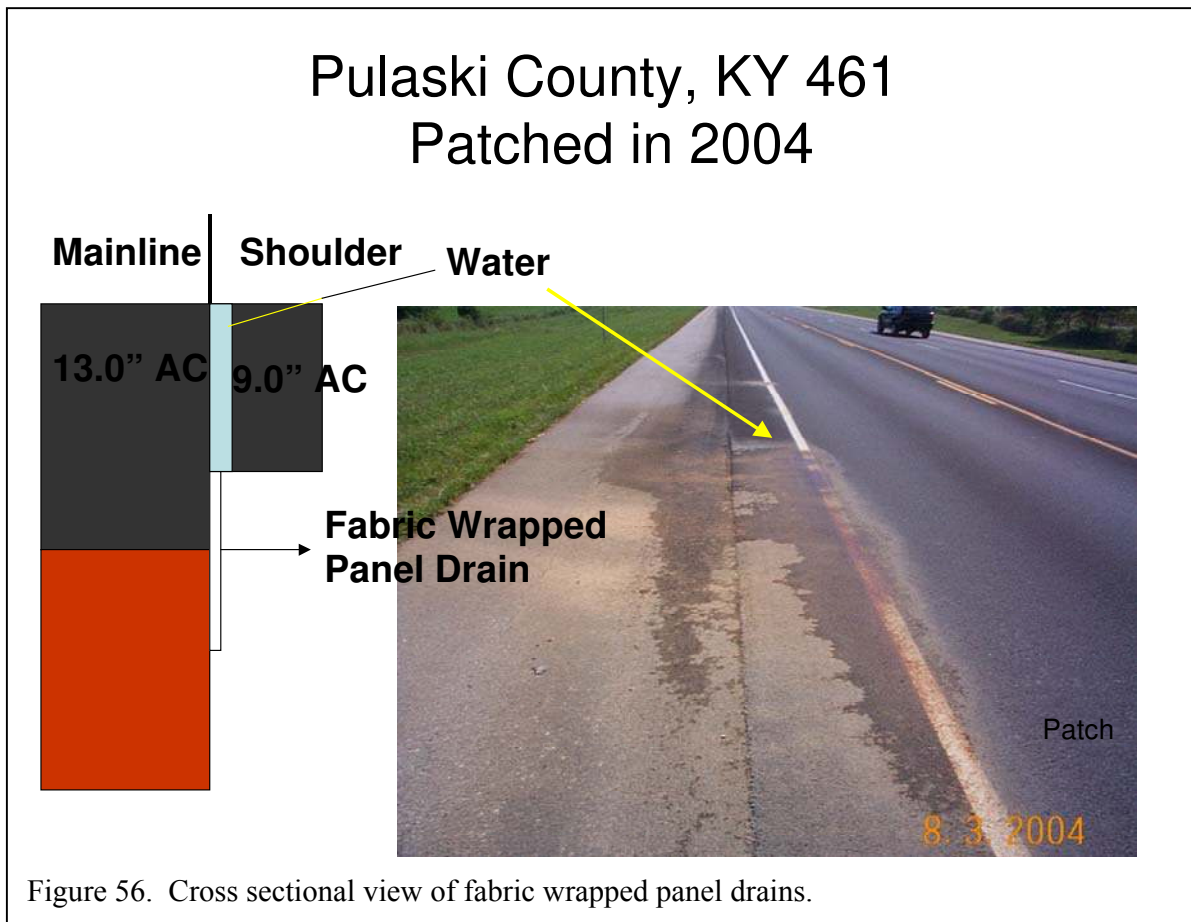 Pulaski County, KY 461
Patched in 2004
Mainline
Shoulder
Water
13.0” AC
9.0” AC
Fabric Wrapped
Panel Drain
Patch
8. 3. 2004
Figure 56.  Cross sectional view of fabric wrapped panel drains.